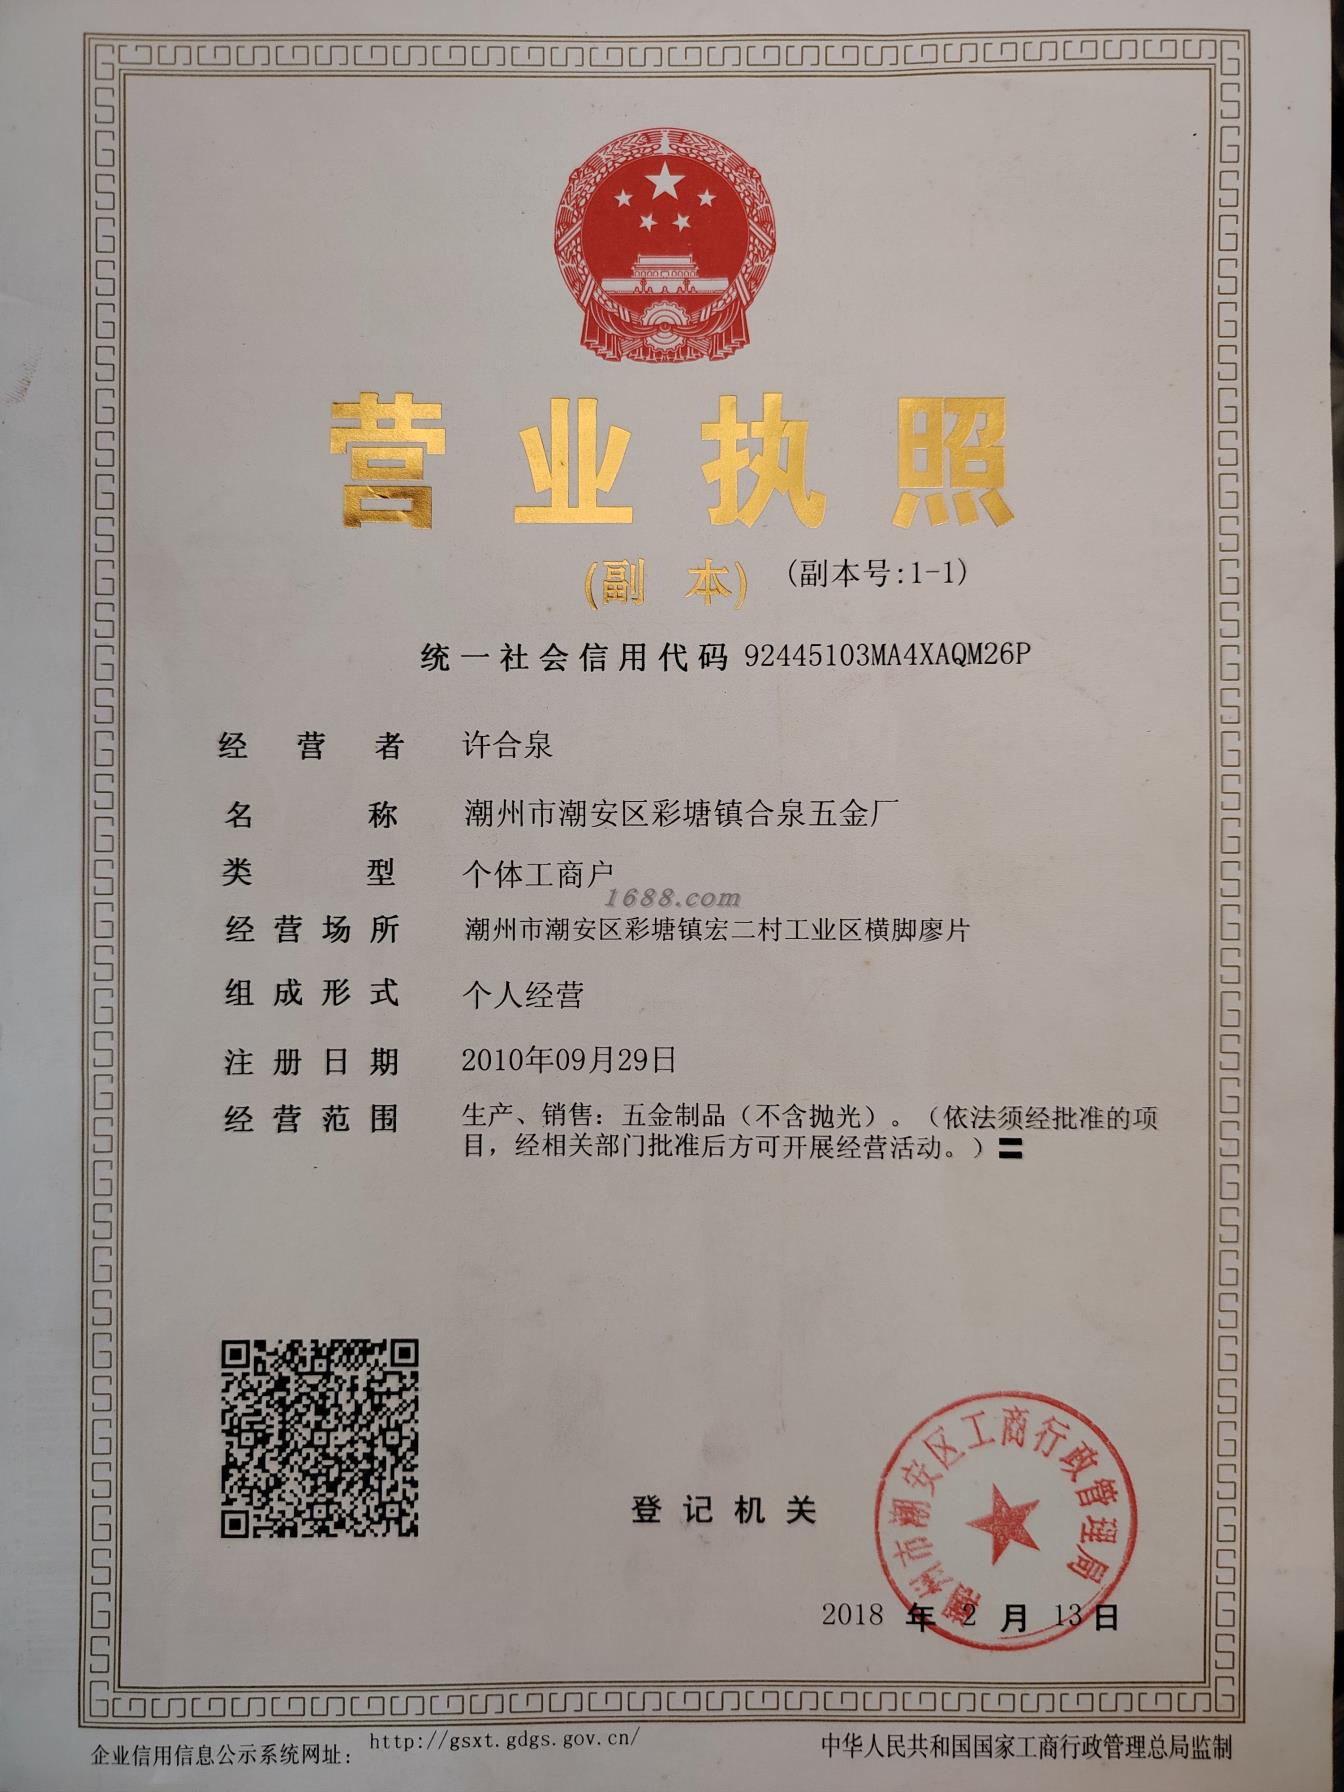 营业执照
(副本) (副本号:1-1)
统一社会信用代码 92445103MA4XAQM26P
经营者 许合泉
名称 潮州市潮安区彩塘镇合泉五金厂
类型 个体工商户
1688.com
经营场所 潮州市潮安区彩塘镇宏二村工业区横脚廖片
组成形式 个人经营
注册日期 2010年09月29日
经营范围 生产、销售：五金制品（不含抛光）。（依法须经批准的项
目，经相关部门批准后方可开展经营活动。）
潮州市潮安区工商行政管理局
登记机关
2018 年 2 月 13 日
企业信用信息公示系统网址： http://gsxt.gdgs.gov.cn/
中华人民共和国国家工商行政管理总局监制